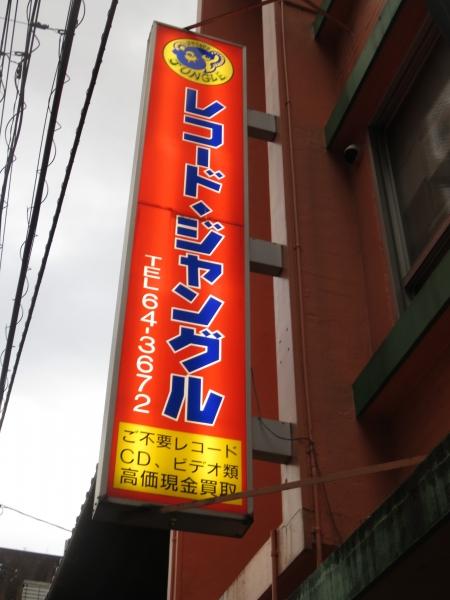 JUNGLE
レコード・ジャングル
TEL64-3672
ご不要レコード
CD、ビデオ類
高価現金買取